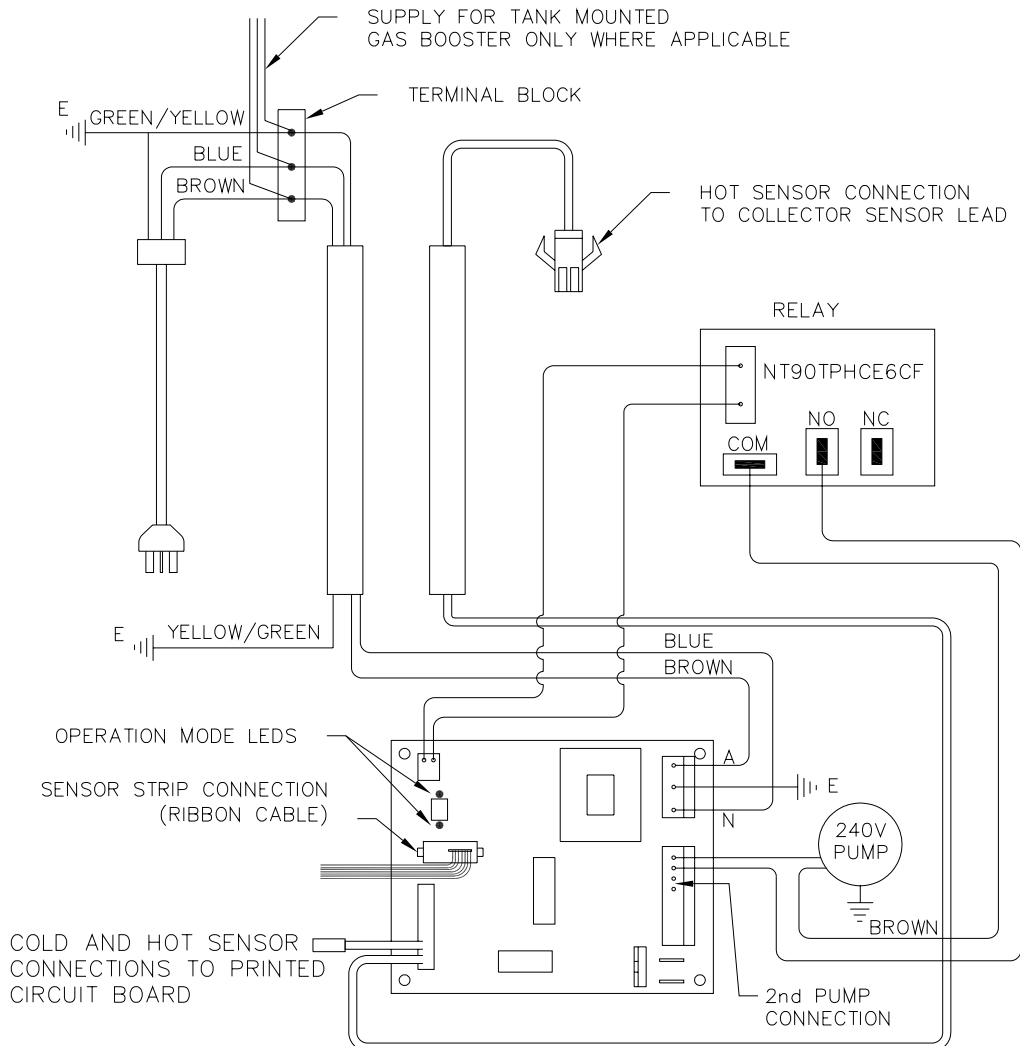 SUPPLY FOR TANK MOUNTED
GAS BOOSTER ONLY WHERE APPLICABLE
TERMINAL BLOCK
E
GREEN/YELLOW
BLUE
BROWN
HOT SENSOR CONNECTION
TO COLLECTOR SENSOR LEAD
RELAY
NT90TPHCE6CF
NO
NC
COM
E
YELLOW/GREEN
BLUE
BROWN
OPERATION MODE LEDS
A
SENSOR STRIP CONNECTION
(RIBBON CABLE)
E
N
240V
PUMP
BROWN
COLD AND HOT SENSOR
CONNECTIONS TO PRINTED
CIRCUIT BOARD
2nd PUMP
CONNECTION